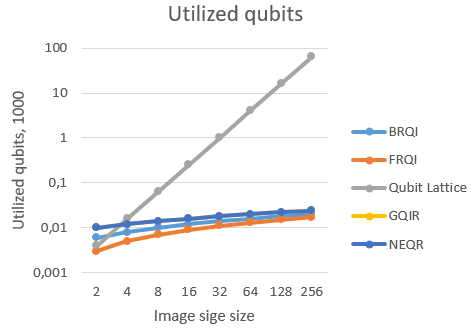 Utilized qubits
Utilized qubits, 1000
100
10
1
0,1
0,01
0,001
2 4 8 16 32 64 128 256
Image sige size
BRQI
FRQI
Qubit Lattice
GQIR
NEQR